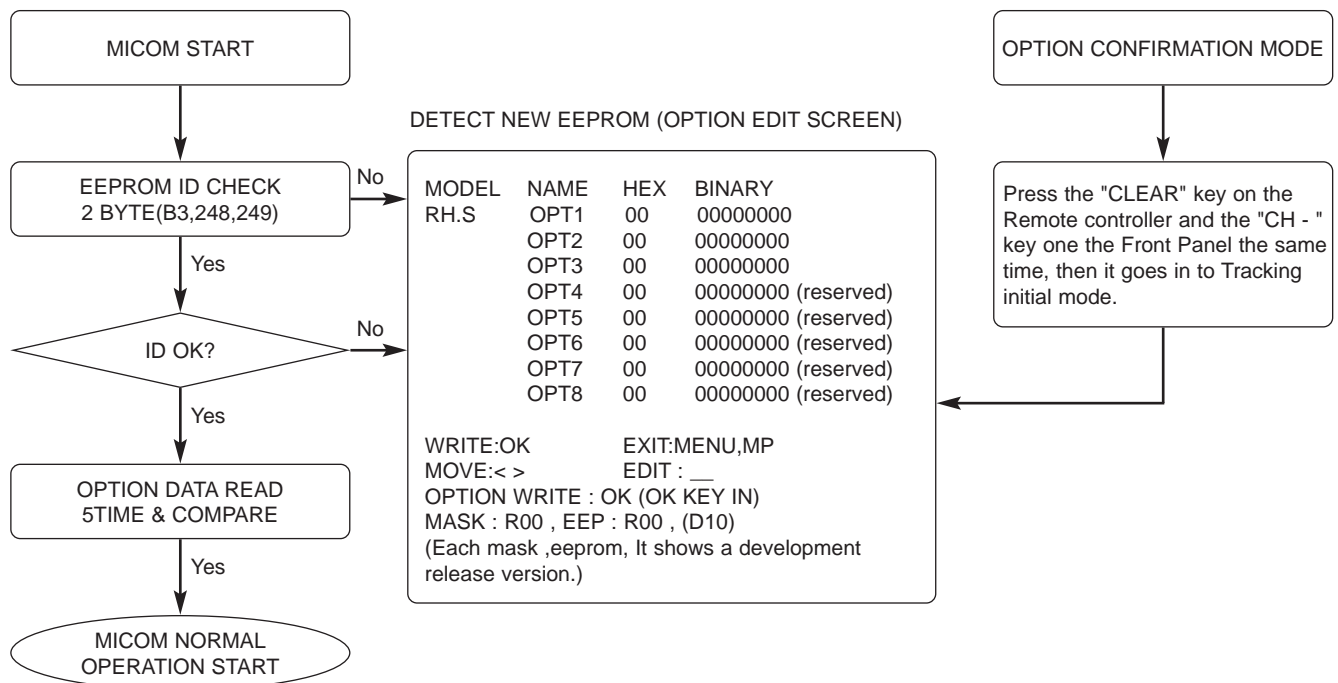 MICOM START
EEPROM ID CHECK
2 BYTE(B3,248,249)
No
Yes
ID OK?
No
Yes
OPTION DATA READ
5TIME & COMPARE
Yes
MICOM NORMAL
OPERATION START
DETECT NEW EEPROM (OPTION EDIT SCREEN)
MODEL NAME HEX BINARY
RH.S OPT1 00 00000000
OPT2 00 00000000
OPT3 00 00000000
OPT4 00 00000000 (reserved)
OPT5 00 00000000 (reserved)
OPT6 00 00000000 (reserved)
OPT7 00 00000000 (reserved)
OPT8 00 00000000 (reserved)
WRITE:OK EXIT:MENU,MP
MOVE:< > EDIT : __
OPTION WRITE : OK (OK KEY IN)
MASK : R00 , EEP : R00 , (D10)
(Each mask ,eeprom, It shows a development
release version.)
OPTION CONFIRMATION MODE
Press the "CLEAR" key on the
Remote controller and the "CH - "
key one the Front Panel the same
time, then it goes in to Tracking
initial mode.